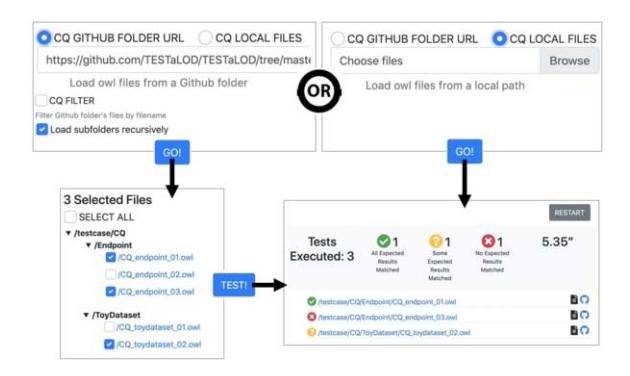 CQ GITHUB FOLDER URL CQ LOCAL FILES
https://github.com/TESTaLOD/TESTaLOD/tree/maste
Load owl files from a Github folder
CQ FILTER
Filter Github folder's files by filename
Load subfolders recursively
GO!
OR
CQ GITHUB FOLDER URL CQ LOCAL FILES
Choose files Browse
Load owl files from a local path
GO!
3 Selected Files
SELECT ALL
/testcase/CQ
/Endpoint
/CQ_endpoint_01.owl
/CQ_endpoint_02.owl
/CQ_endpoint_03.owl
/ToyDataset
/CQ_toydataset_01.owl
/CQ_toydataset_02.owl
TEST!
RESTART
Tests
Executed: 3
1
All Expected
Results
Matched
1
Some
Expected
Results
Matched
1
No Expected
Results
Matched
5.35"
/testcase/CQ/Endpoint/CQ_endpoint_01.owl
/testcase/CQ/Endpoint/CQ_endpoint_03.owl
/testcase/CQ/ToyDataset/CQ_toydataset_02.owl